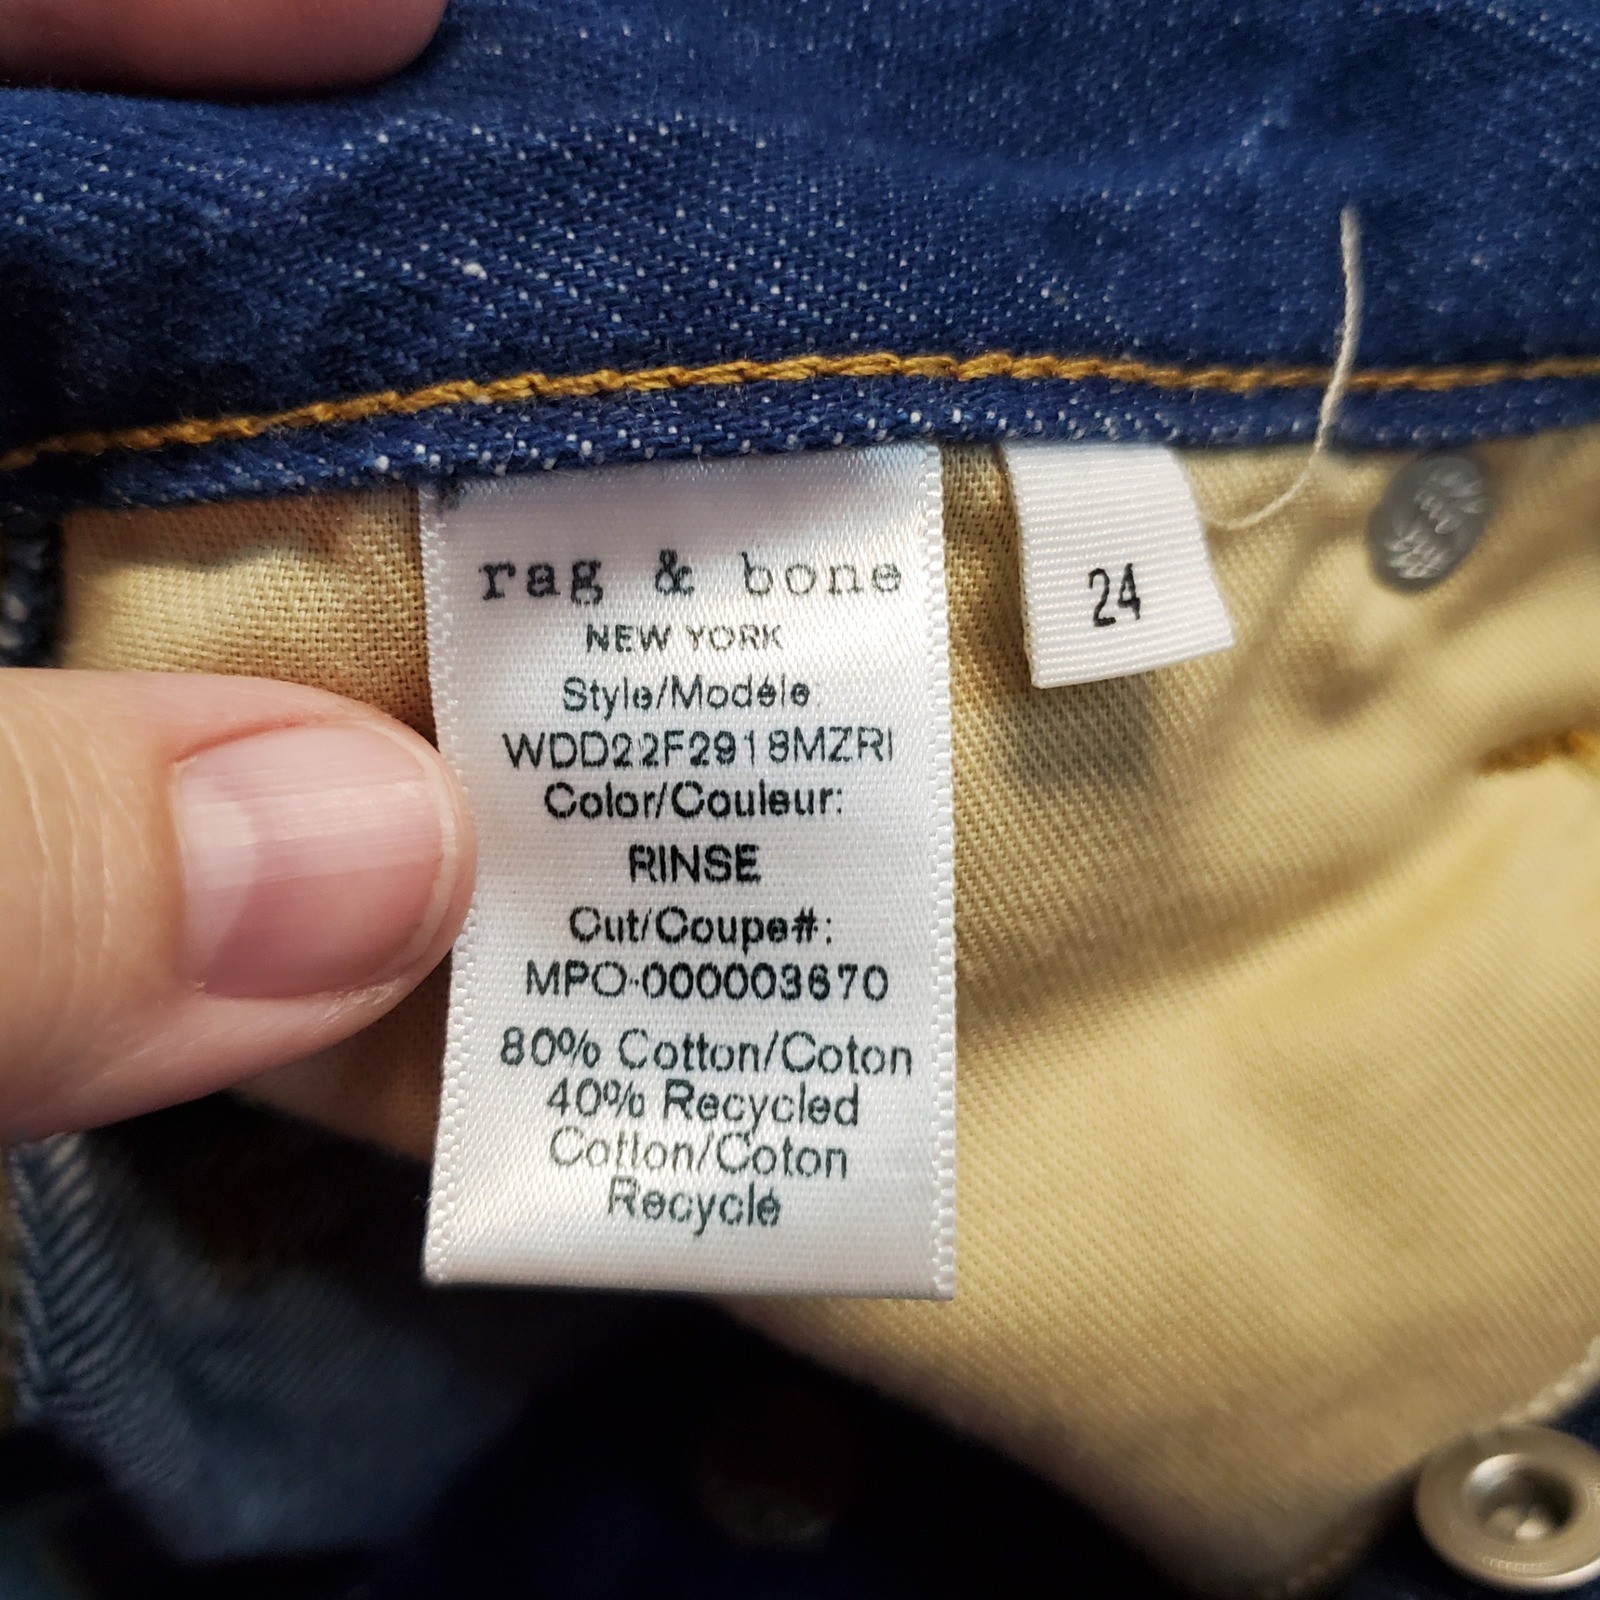 rag & bone
NEW YORK
Style/Modéle:
WDD22F2918MZRI
Color/Couleur:
RINSE
Cut/Coupe#:
MPO-000003670
80% Cotton/Coton
40% Recycled
Cotton/Coton
Recyclé
24